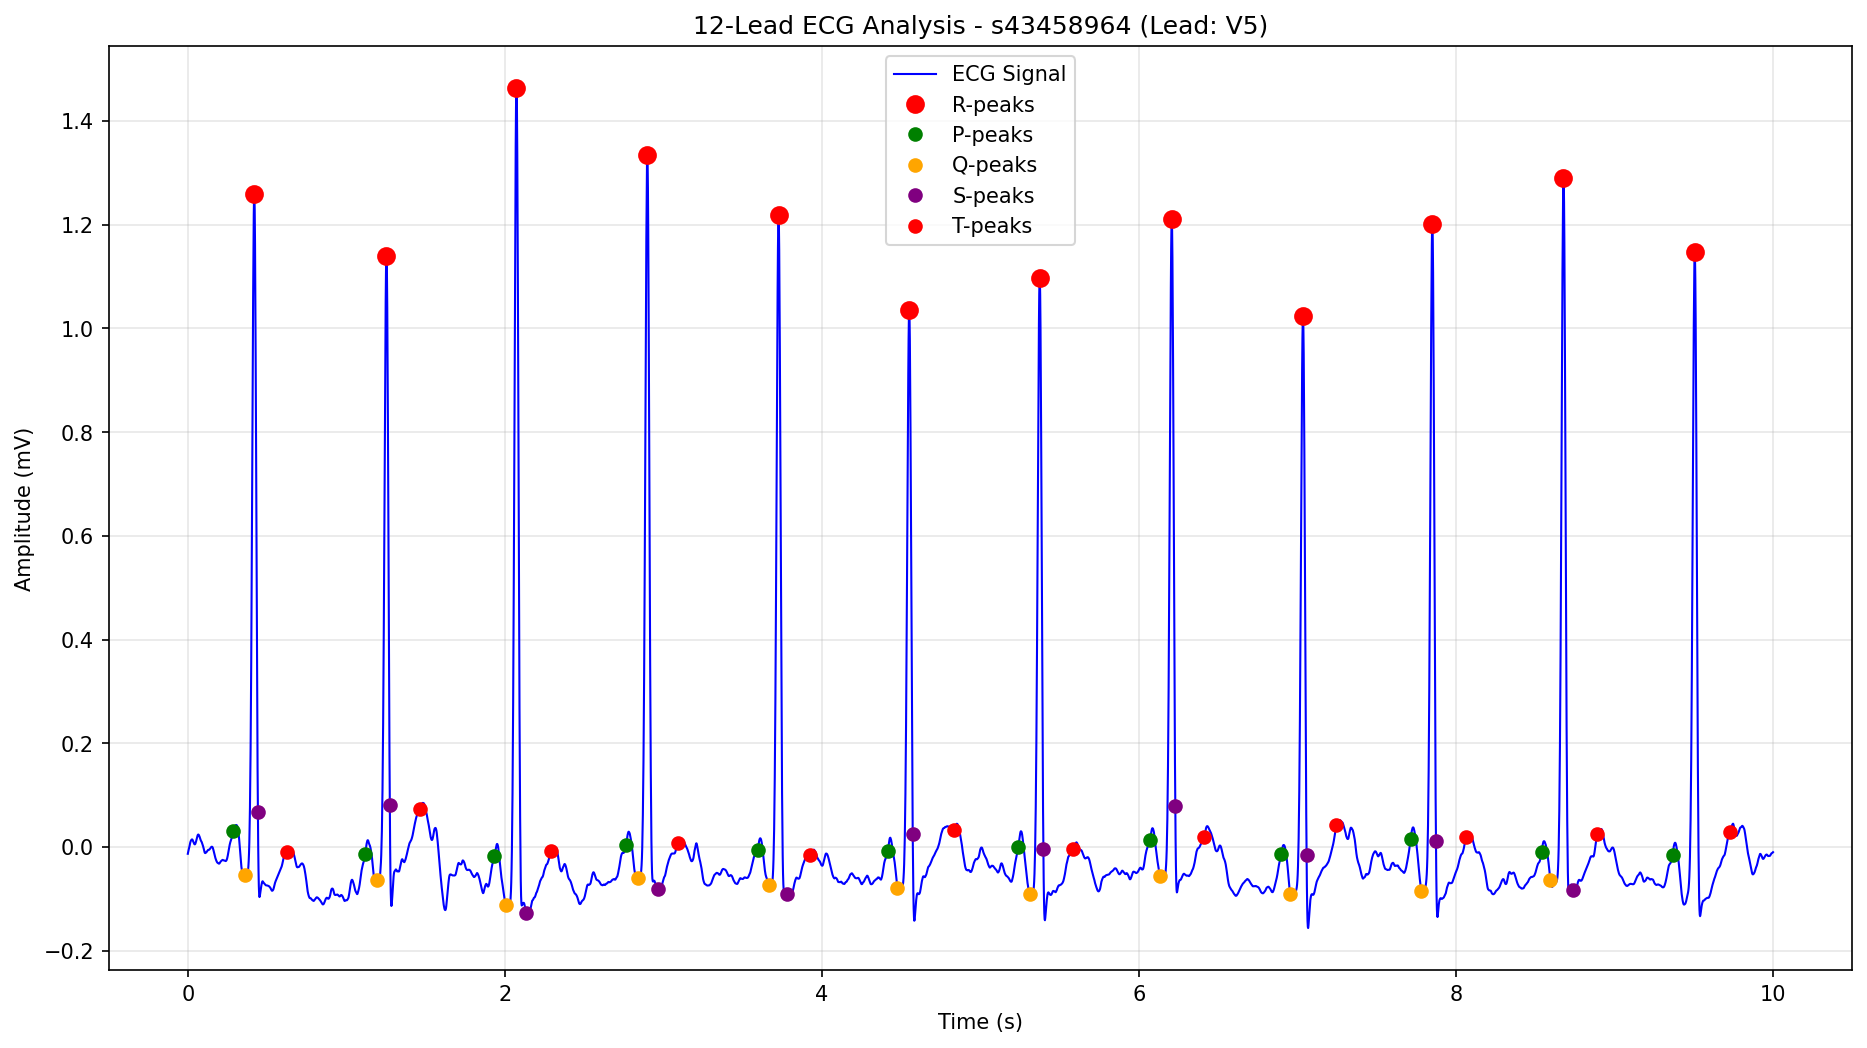 12-Lead ECG Analysis - s43458964 (Lead: V5)
ECG Signal
R-peaks
P-peaks
Q-peaks
S-peaks
T-peaks
Amplitude (mV)
1.4
1.2
1.0
0.8
0.6
0.4
0.2
0.0
−0.2
0 2 4 6 8 10
Time (s)